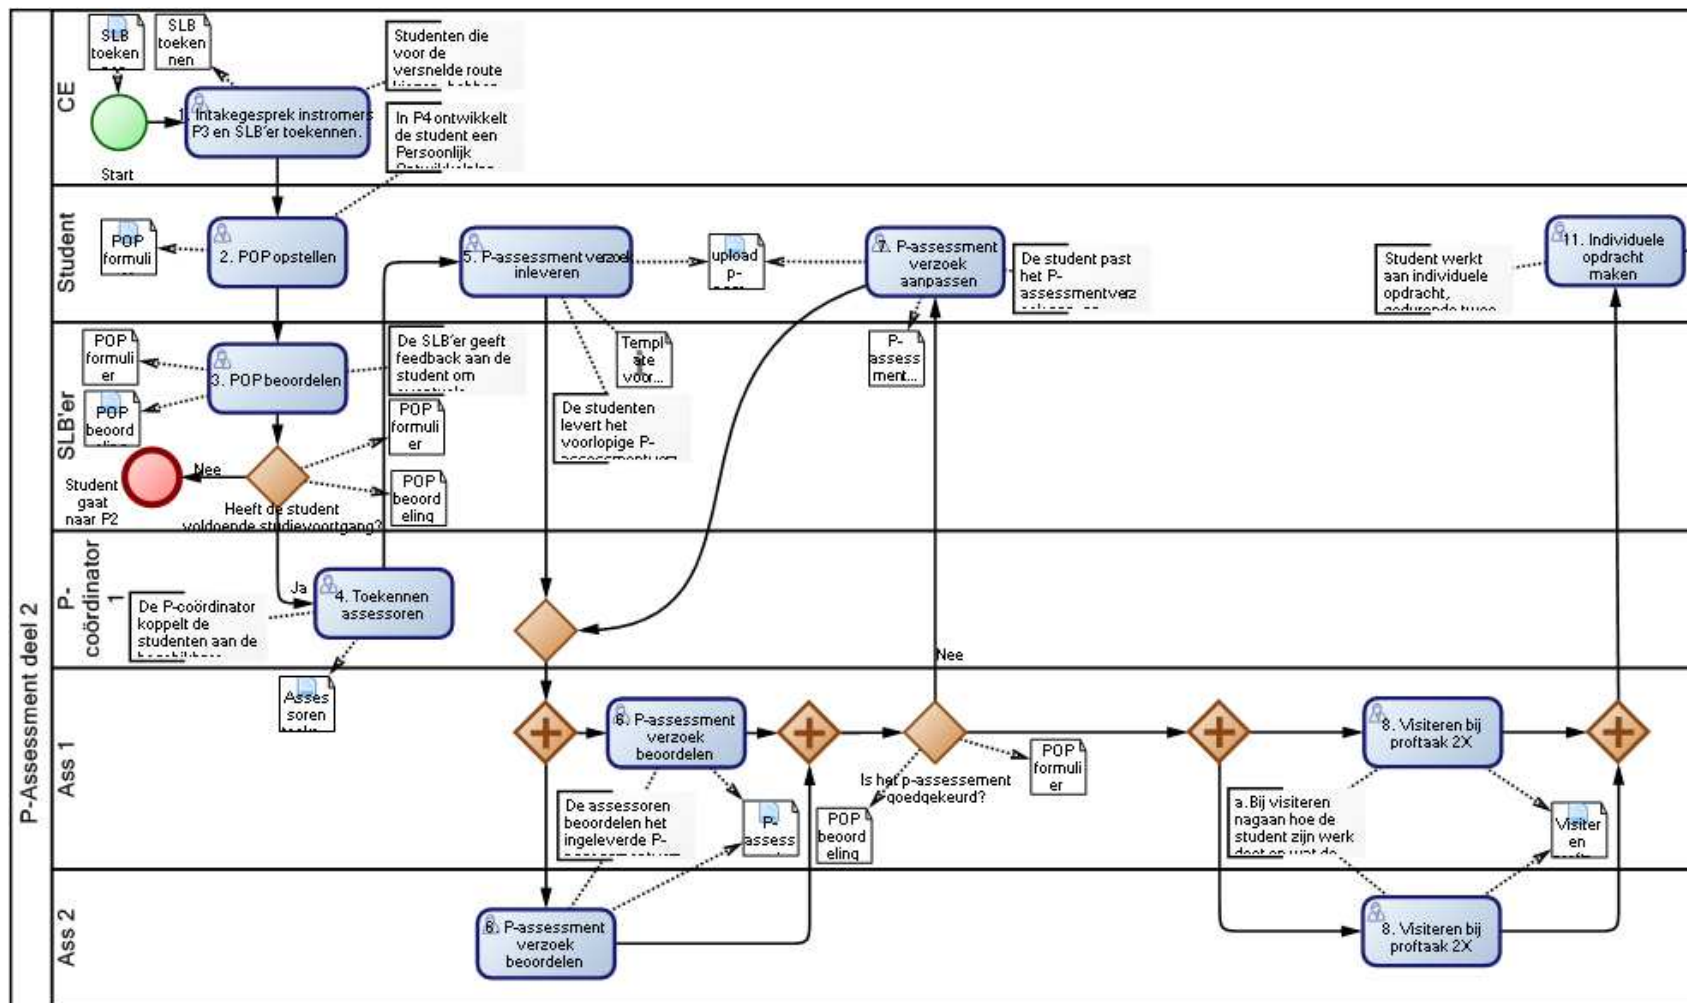 P-Assessment deel 2
CE
SLB
toeken
SLB
toeken
nen
Start
1. Intakegesprek instromers
P3 en SLB'er toekennen.
Studenten die
voor de
versnelde route
In P4 ontwikkelt
de student een
Persoonlijk
Student
POP
formuli
2. POP opstellen
5. P-assessment verzoek
inleveren
upload
p-
7. P-assessment
verzoek
aanpassen
De student past
het P-
assessmentverz
Student werkt
aan individuele
opdracht,
gedurende twee
11. Individuele
opdracht
maken
SLB'er
POP
formuli
er
POP
beoord
3. POP beoordelen
De SLB'er geeft
feedback aan de
student om
POP
formuli
er
POP
beoord
eling
Nee
Student
gaat
naar P2
Heeft de student
voldoende studievoortgang?
Templ
ate
voor...
De studenten
levert het
voorlopige P-
P-
assess
ment...
P-
coördinator
1
Ja
4. Toekennen
assessoren
De P-coördinator
koppelt de
studenten aan de
Nee
Ass 1
Asses
soren
6. P-assessment
verzoek
beoordelen
De assessoren
beoordelen het
ingeleverde P-
P-
assess
Is het p-assessement
goedgekeurd?
POP
beoord
eling
POP
formuli
er
8. Visiteren bij
proftaak 2X
a.Bij visiteren
nagaan hoe de
student zijn werk
doet en wat de
Visiter
en
Ass 2
6. P-assessment
verzoek
beoordelen
8. Visiteren bij
proftaak 2X